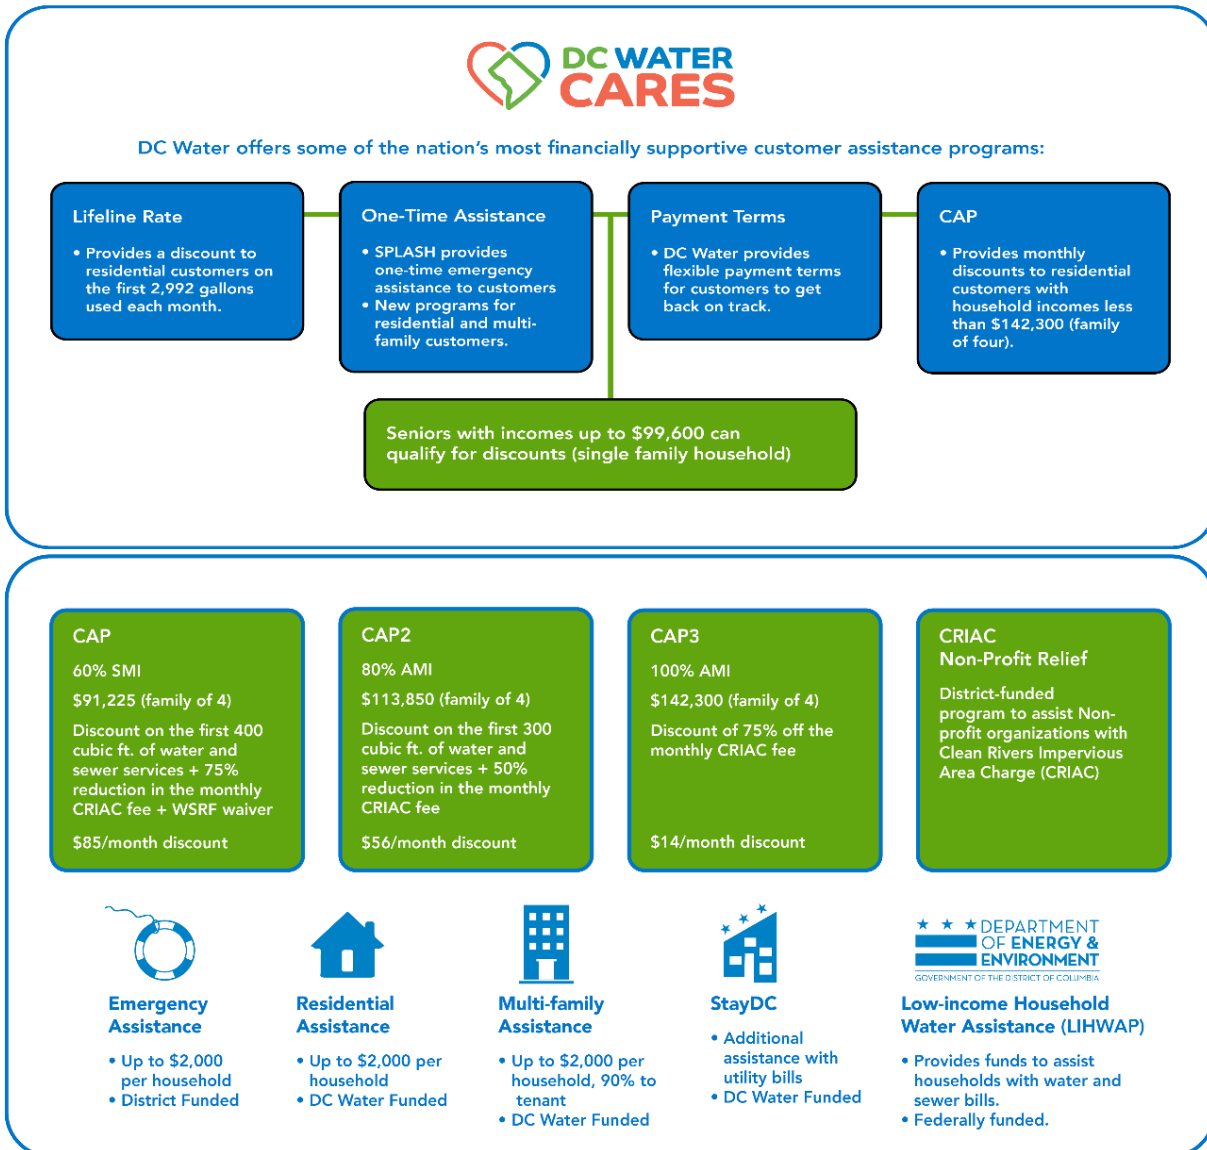 DC WATER
CARES
DC Water offers some of the nation's most financially supportive customer assistance programs:
Lifeline Rate
• Provides a discount to
residential customers on
the first 2,992 gallons
used each month.
One-Time Assistance
• SPLASH provides
one-time emergency
assistance to customers
• New programs for
residential and multi-
family customers.
Payment Terms
• DC Water provides
flexible payment terms
for customers to get
back on track.
CAP
• Provides monthly
discounts to residential
customers with
household incomes less
than $142,300 (family
of four).
Seniors with incomes up to $99,600 can
qualify for discounts (single family household)
CAP
60% SMI
$91,225 (family of 4)
Discount on the first 400
cubic ft. of water and
sewer services + 75%
reduction in the monthly
CRIAC fee + WSRF waiver
$85/month discount
CAP2
80% AMI
$113,850 (family of 4)
Discount on the first 300
cubic ft. of water and
sewer services + 50%
reduction in the monthly
CRIAC fee
$56/month discount
CAP3
100% AMI
$142,300 (family of 4)
Discount of 75% off the
monthly CRIAC fee
$14/month discount
CRIAC
Non-Profit Relief
District-funded
program to assist Non-
profit organizations with
Clean Rivers Impervious
Area Charge (CRIAC)
Emergency
Assistance
• Up to $2,000
per household
• District Funded
Residential
Assistance
• Up to $2,000 per
household
• DC Water Funded
Multi-family
Assistance
• Up to $2,000 per
household, 90% to
tenant
• DC Water Funded
StayDC
• Additional
assistance with
utility bills
• DC Water Funded
DEPARTMENT
OF ENERGY &
ENVIRONMENT
GOVERNMENT OF THE DISTRICT OF COLUMBIA
Low-income Household
Water Assistance (LIHWAP)
• Provides funds to assist
households with water and
sewer bills.
• Federally funded.